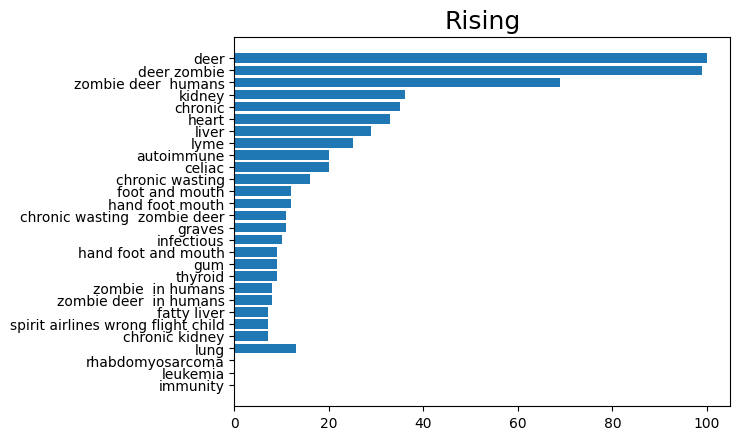 Rising
deer
deer zombie
zombie deer  humans
kidney
chronic
heart
liver
lyme
autoimmune
celiac
chronic wasting
foot and mouth
hand foot mouth
chronic wasting  zombie deer
graves
infectious
hand foot and mouth
gum
thyroid
zombie  in humans
zombie deer  in humans
fatty liver
spirit airlines wrong flight child
chronic kidney
lung
rhabdomyosarcoma
leukemia
immunity
0 20 40 60 80 100